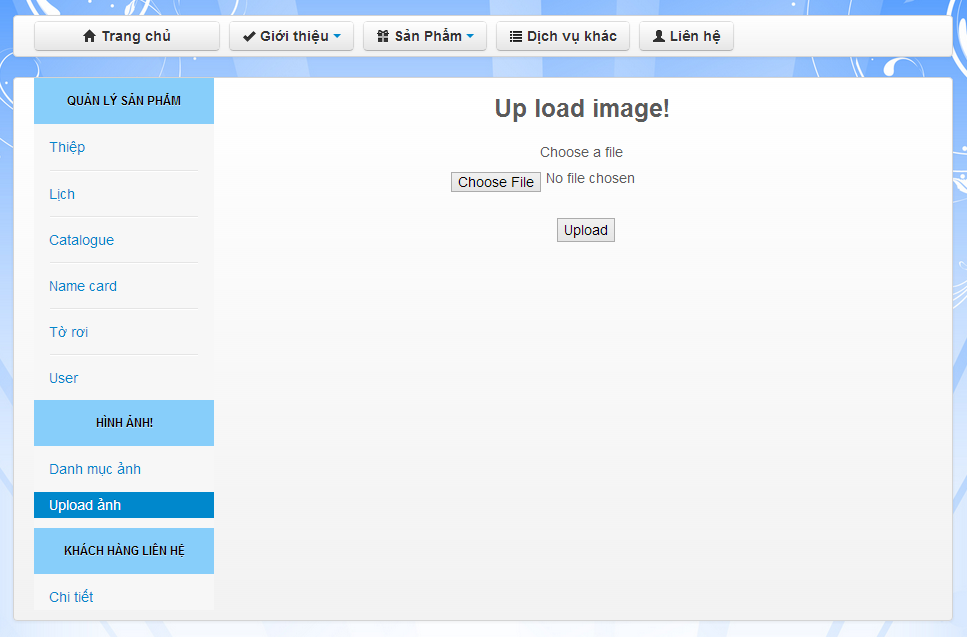 Trang chủ Giới thiệu Sản Phẩm Dịch vụ khác Liên hệ
QUẢN LÝ SẢN PHẨM
Thiệp
Lịch
Catalogue
Name card
Tờ rơi
User
HÌNH ẢNH!
Danh mục ảnh
Upload ảnh
KHÁCH HÀNG LIÊN HỆ
Chi tiết
Up load image!
Choose a file
Choose File No file chosen
Upload